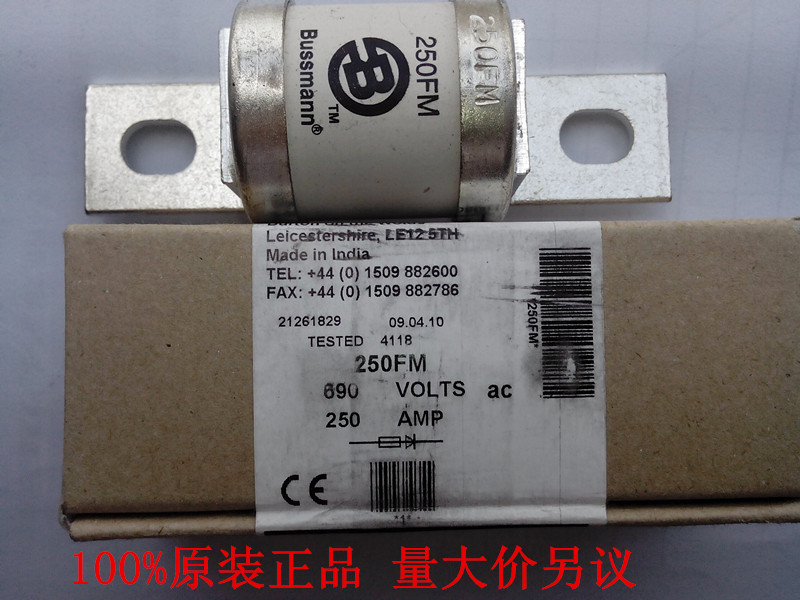 250FM
Bussmann®
TM
250FM
Leicestershire, LE12 5TH
Made in India
TEL: +44 (0) 1509 882600
FAX: +44 (0) 1509 882786
21261829 09.04.10
TESTED 4118
250FM
690 VOLTS ac
250 AMP
*250FM*
CE
100%原装正品 量大价另议